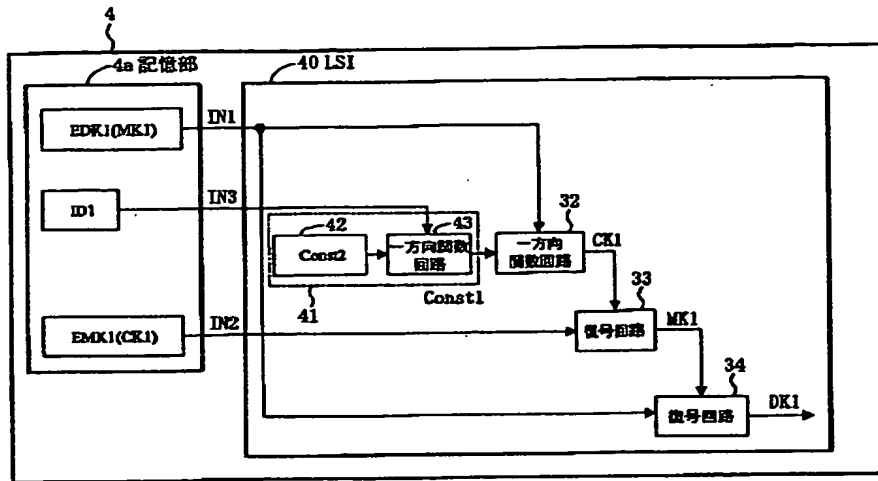 4
4a 記憶部
40 LSI
EDK1(MK1)
IN1
ID1
IN3
42
43
32
Const2
一方向関数
回路
一方向
関数回路
CK1
41
Const1
33
EMK1(CK1)
IN2
復号回路
MK1
34
復号回路
DK1